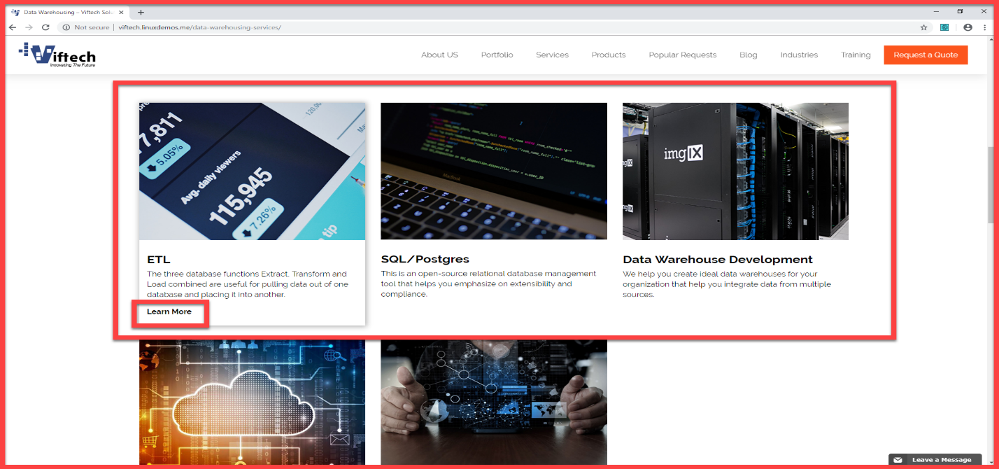 Data Warehousing – Viftech Solu
Not secure | viftech.linuxdemos.me/data-warehousing-services/
Viftech
Innovating The Future
About US
Portfolio
Services
Products
Popular Requests
Blog
Industries
Training
Request a Quote
7,811
5.05%
120,00
Avg. daily viewers
115,945
7.26%
tip
MacBook
imgIX
imgIX
ETL
The three database functions Extract, Transform and
Load combined are useful for pulling data out of one
database and placing it into another.
Learn More
SQL/Postgres
This is an open-source relational database management
tool that helps you emphasize on extensibility and
compliance.
Data Warehouse Development
We help you create ideal data warehouses for your
organization that help you integrate data from multiple
sources.
Leave a Message